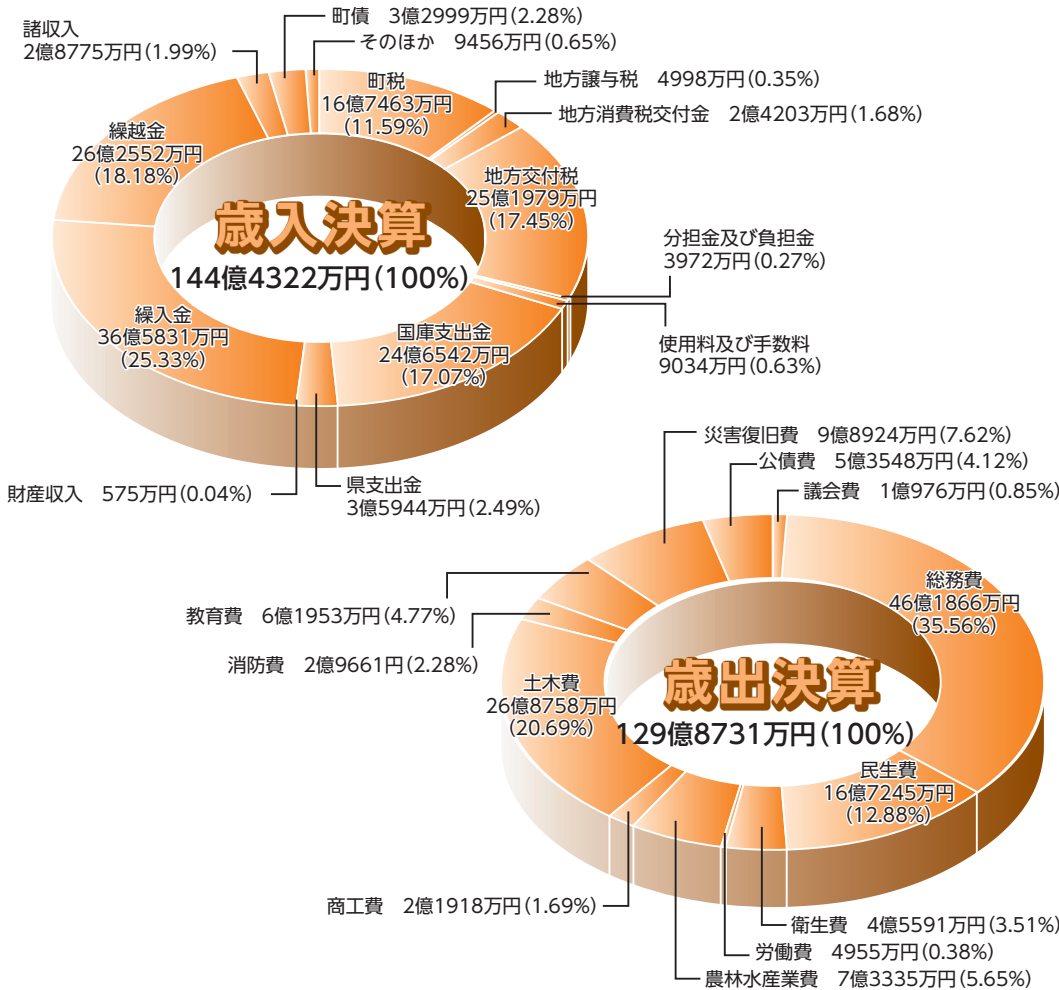 町債　3億2999万円(2.28%)
諸収入
2億8775万円(1.99%)
そのほか　9456万円(0.65%)
町税
16億7463万円
(11.59%)
地方譲与税　4998万円(0.35%)
地方消費税交付金　2億4203万円(1.68%)
繰越金
26億2552万円
(18.18%)
地方交付税
25億1979万円
(17.45%)
歳入決算
144億4322万円(100%)
分担金及び負担金
3972万円(0.27%)
使用料及び手数料
9034万円(0.63%)
繰入金
36億5831万円
(25.33%)
国庫支出金
24億6542万円
(17.07%)
財産収入　575万円(0.04%)
県支出金
3億5944万円(2.49%)
災害復旧費　9億8924万円(7.62%)
公債費　5億3548万円(4.12%)
議会費　1億976万円(0.85%)
総務費
46億1866万円
(35.56%)
教育費　6億1953万円(4.77%)
消防費　2億9661円(2.28%)
土木費
26億8758万円
(20.69%)
歳出決算
129億8731万円(100%)
民生費
16億7245万円
(12.88%)
商工費　2億1918万円(1.69%)
衛生費　4億5591万円(3.51%)
労働費　4955万円(0.38%)
農林水産業費　7億3335万円(5.65%)